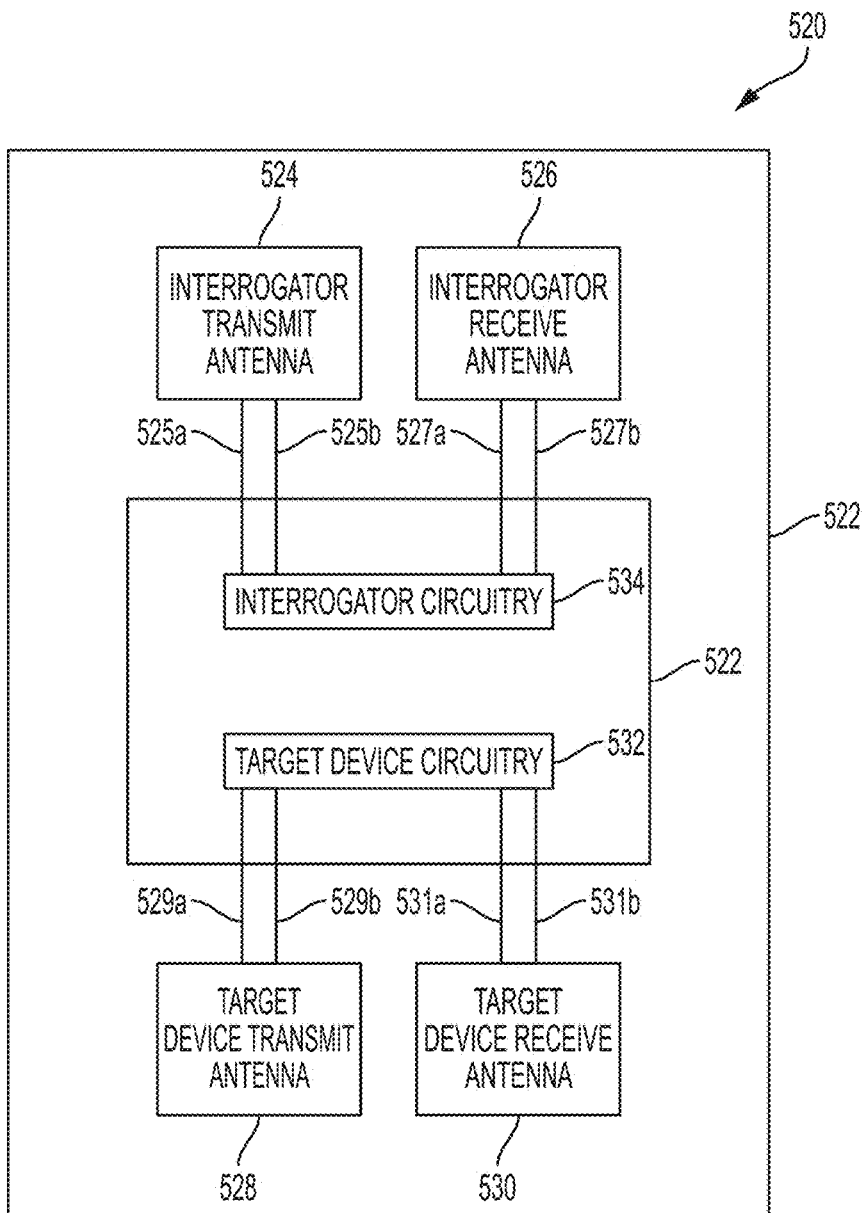 520
524
526
INTERROGATOR
TRANSMIT
ANTENNA
INTERROGATOR
RECEIVE
ANTENNA
525a
525b
527a
527b
522
INTERROGATOR CIRCUITRY
534
522
TARGET DEVICE CIRCUITRY
532
529a
529b
531a
531b
TARGET
DEVICE TRANSMIT
ANTENNA
TARGET
DEVICE RECEIVE
ANTENNA
528
530